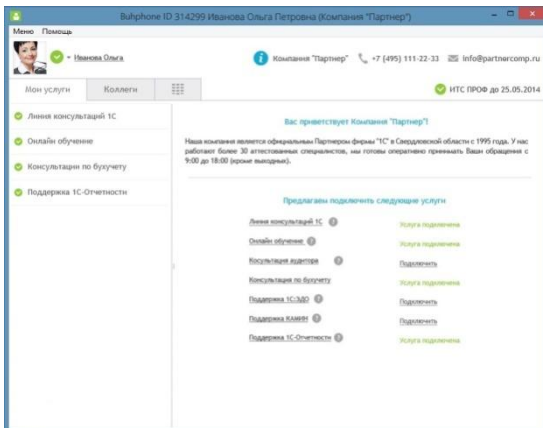 Buhphone ID 314299 Иванова Ольга Петровна (Компания "Партнер")
Меню Помощь
Иванова Ольга
Компания "Партнер" +7 (495) 111-22-33 info@partnercomp.ru
Мои услуги Коллеги ИТС ПРОФ до 25.05.2014
Линия консультаций 1С
Онлайн обучение
Консультации по бухучету
Поддержка 1С-Отчетности
Вас приветствует Компания "Партнер"!
Наша компания является официальным Партнером фирмы "1С" в Свердловской области с 1995 года. У нас
работают более 30 аттестованных специалистов, мы готовы оперативно принимать Ваши обращения с
9:00 до 18:00 (кроме выходных).
Предлагаем подключить следующие услуги
Линия консультаций 1С ? Услуга подключена
Онлайн обучение ? Услуга подключена
Косультация аудитора ? Подключить
Консультация по бухучету Услуга подключена
Поддержка 1С:ЭДО ? Подключить
Поддержка КАМИН ? Подключить
Поддержка 1С-Отчетности ? Услуга подключена